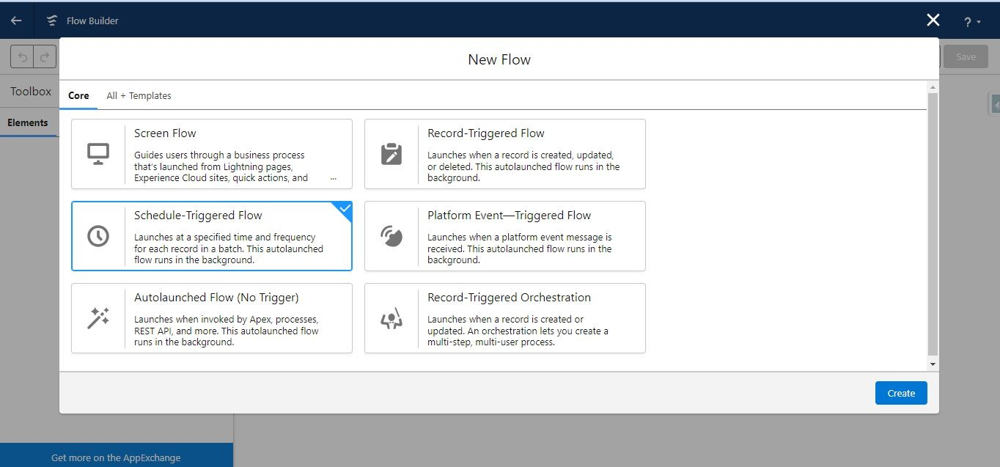 Flow Builder
?
New Flow
Save
Toolbox
Core
All + Templates
Elements
Screen Flow
Guides users through a business process
that's launched from Lightning pages,
Experience Cloud sites, quick actions, and ...
Record-Triggered Flow
Launches when a record is created, updated,
or deleted. This autolaunched flow runs in the
background.
Schedule-Triggered Flow
Launches at a specified time and frequency
for each record in a batch. This autolaunched
flow runs in the background.
Platform Event—Triggered Flow
Launches when a platform event message is
received. This autolaunched flow runs in the
background.
Autolaunched Flow (No Trigger)
Launches when invoked by Apex, processes,
REST API, and more. This autolaunched flow
runs in the background.
Record-Triggered Orchestration
Launches when a record is created or
updated. An orchestration lets you create a
multi-step, multi-user process.
Create
Get more on the AppExchange